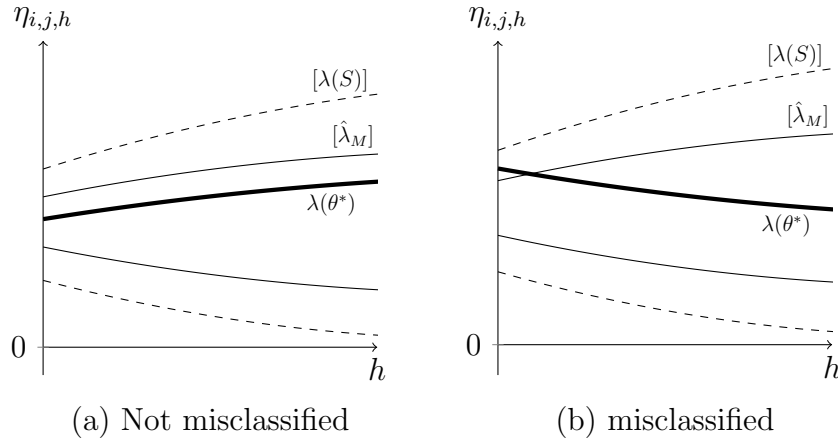 η_{i,j,h}
[λ(S)]
[λ̂_M]
λ(θ*)
0
h
(a) Not misclassified
η_{i,j,h}
[λ(S)]
[λ̂_M]
λ(θ*)
0
h
(b) misclassified